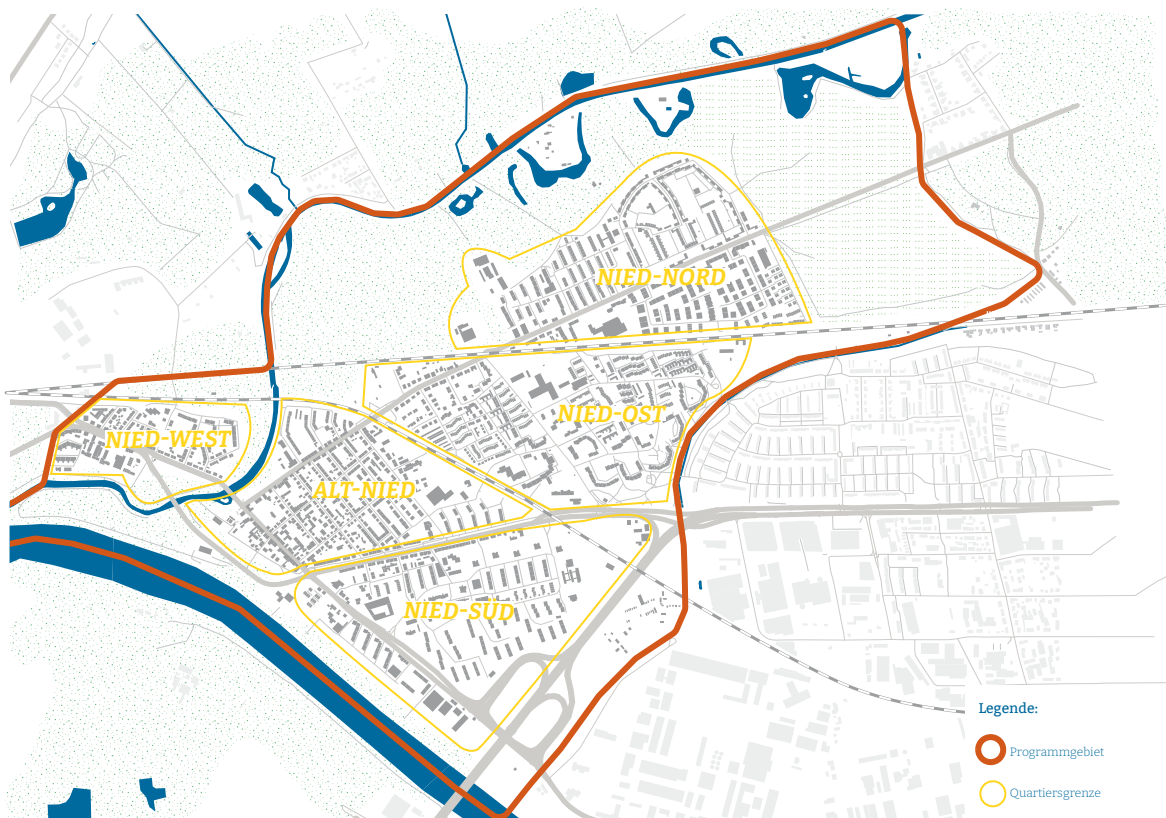 NIED-NORD
NIED-OST
NIED-WEST
ALT-NIED
NIED-SÜD
Legende:
Programmgebiet
Quartiersgrenze